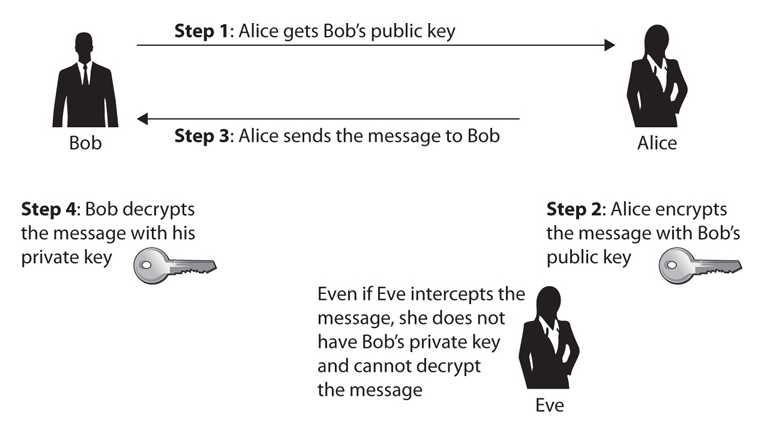 Step 1: Alice gets Bob's public key
Bob
Step 3: Alice sends the message to Bob
Alice
Step 4: Bob decrypts
the message with his
private key
Step 2: Alice encrypts
the message with Bob's
public key
Even if Eve intercepts the
message, she does not
have Bob's private key
and cannot decrypt
the message
Eve